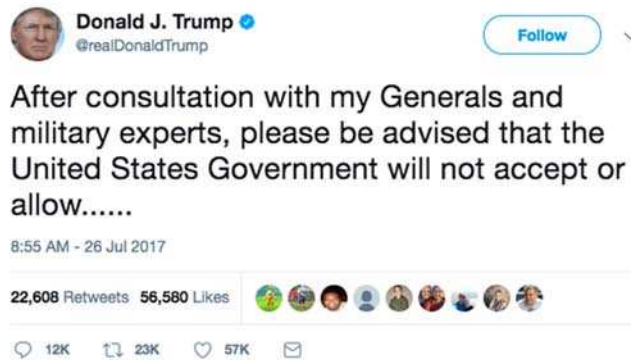 Donald J. Trump
@realDonaldTrump
Follow
After consultation with my Generals and
military experts, please be advised that the
United States Government will not accept or
allow......
8:55 AM - 26 Jul 2017
22,608 Retweets 56,580 Likes
12K 23K 57K